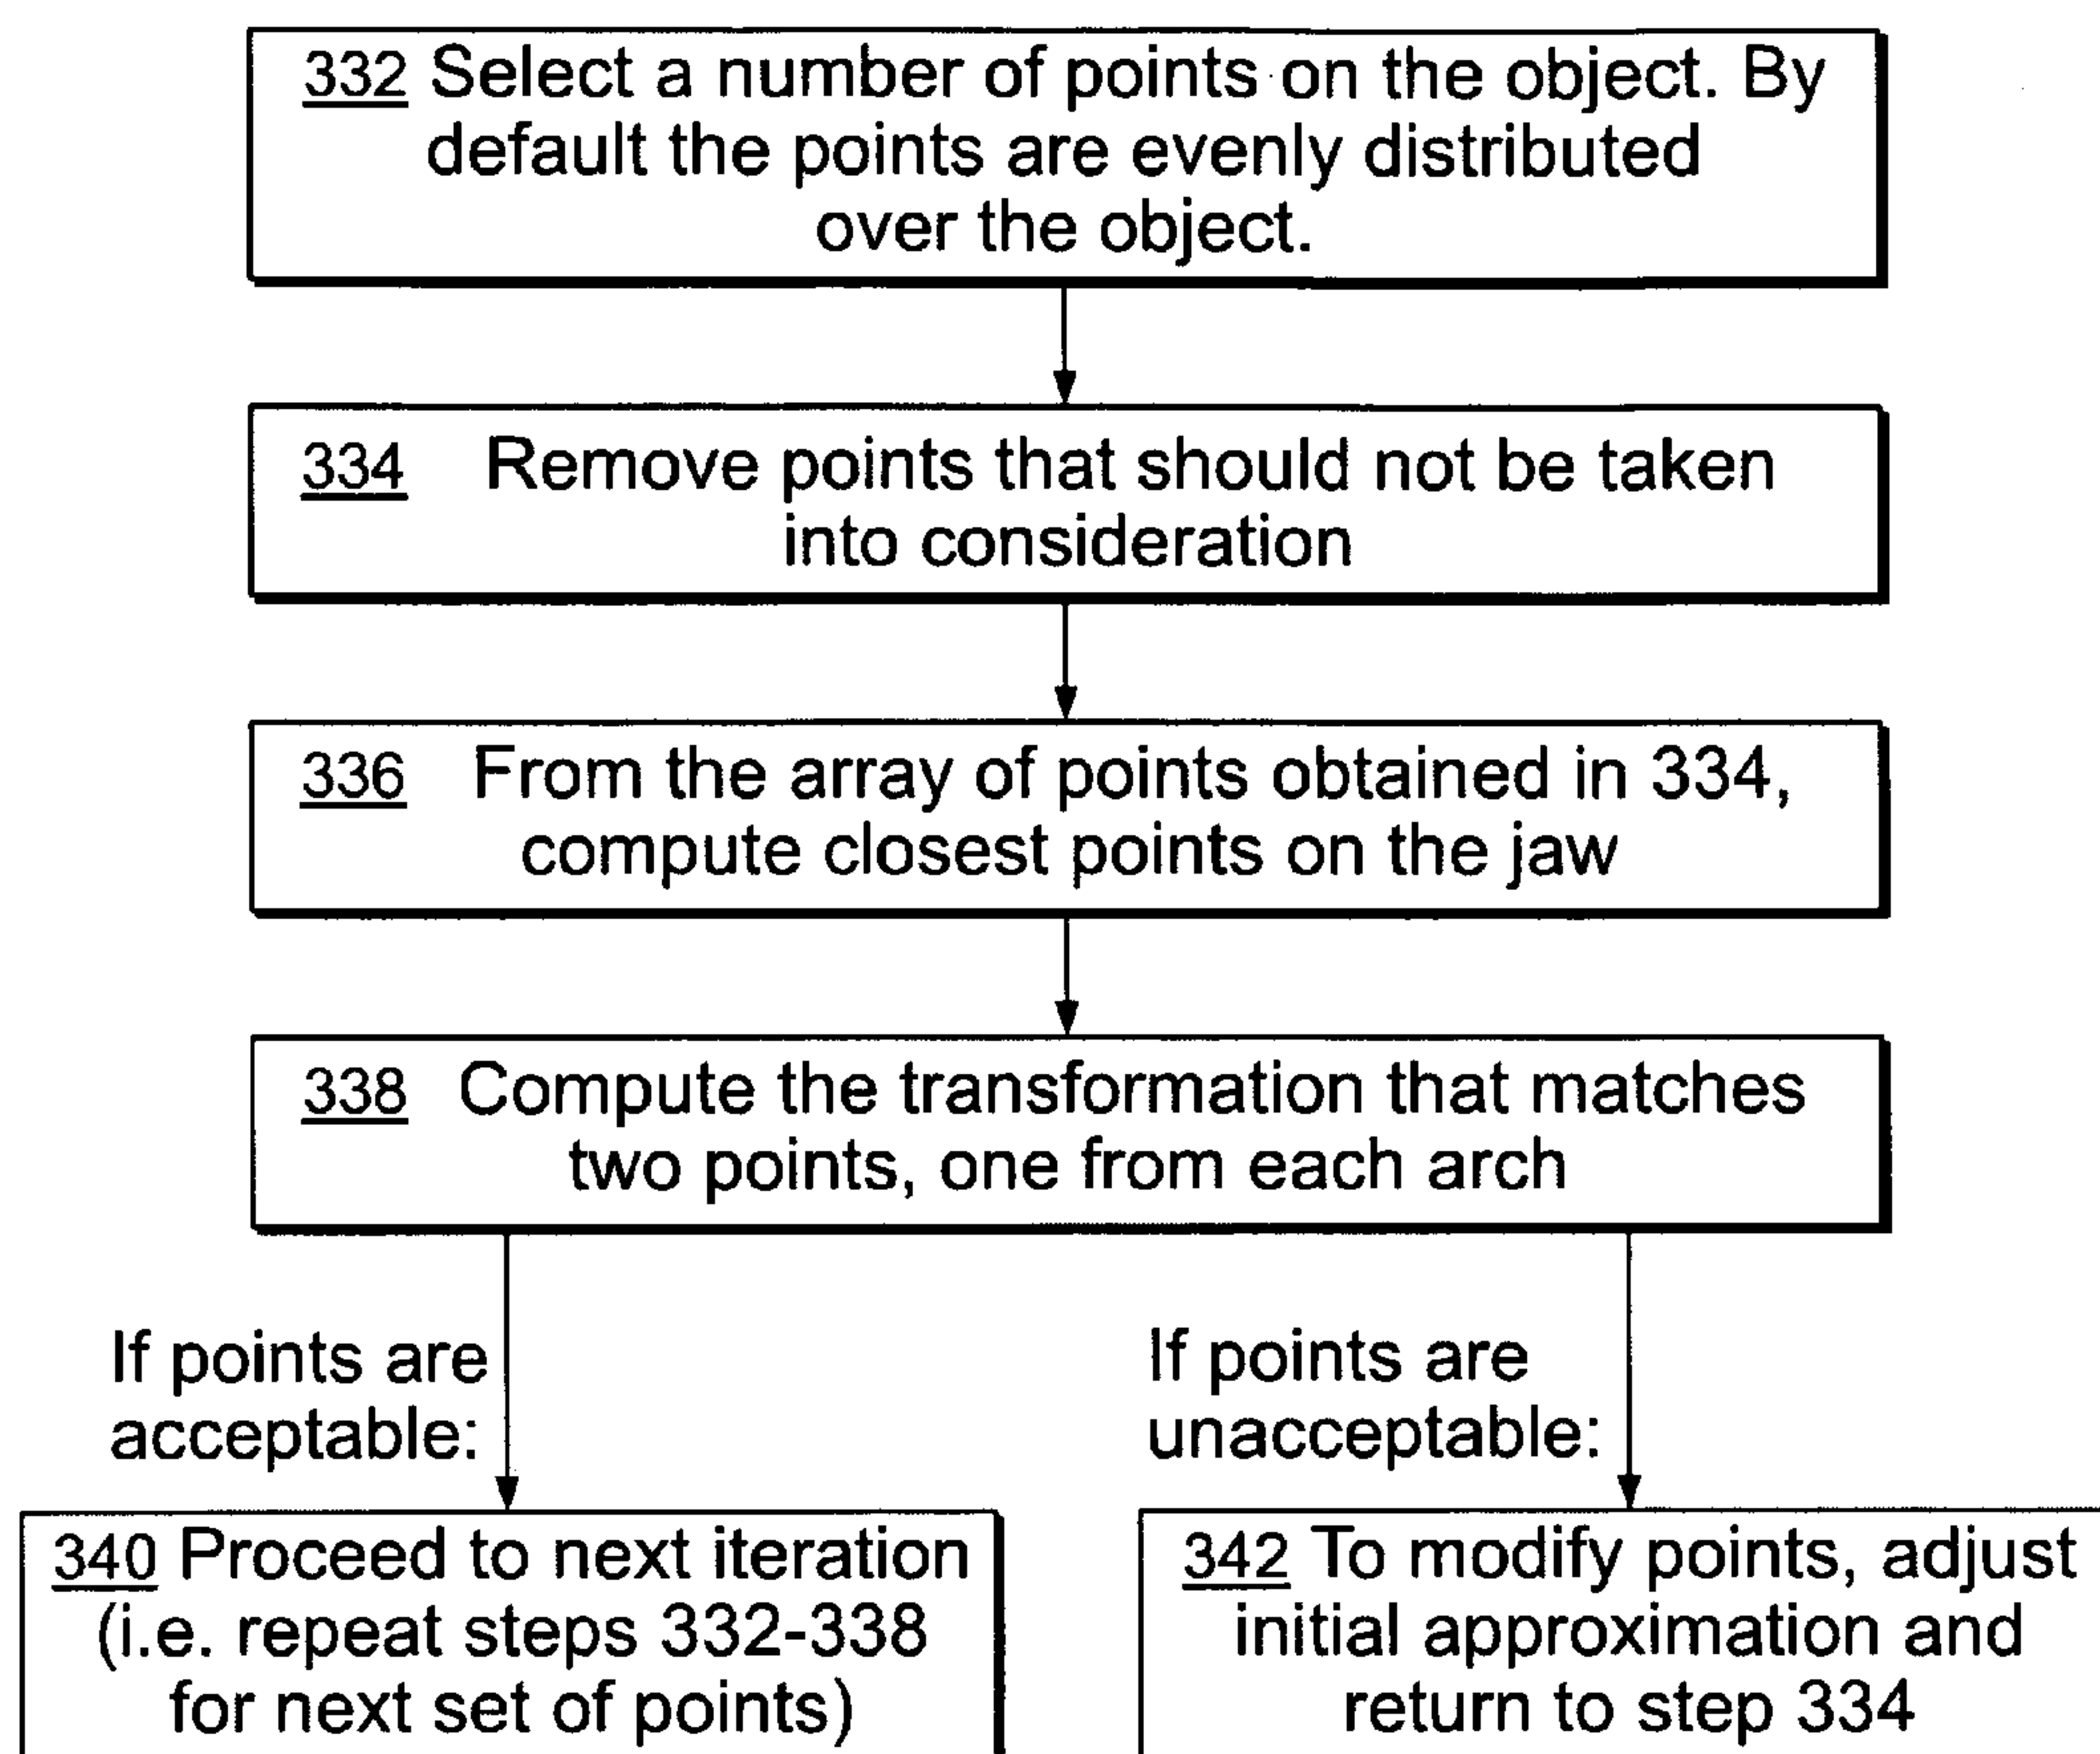 332 Select a number of points on the object. By
default the points are evenly distributed
over the object.
334 Remove points that should not be taken
into consideration
336 From the array of points obtained in 334,
compute closest points on the jaw
338 Compute the transformation that matches
two points, one from each arch
If points are
acceptable:
If points are
unacceptable:
340 Proceed to next iteration
(i.e. repeat steps 332-338
for next set of points)
342 To modify points, adjust
initial approximation and
return to step 334